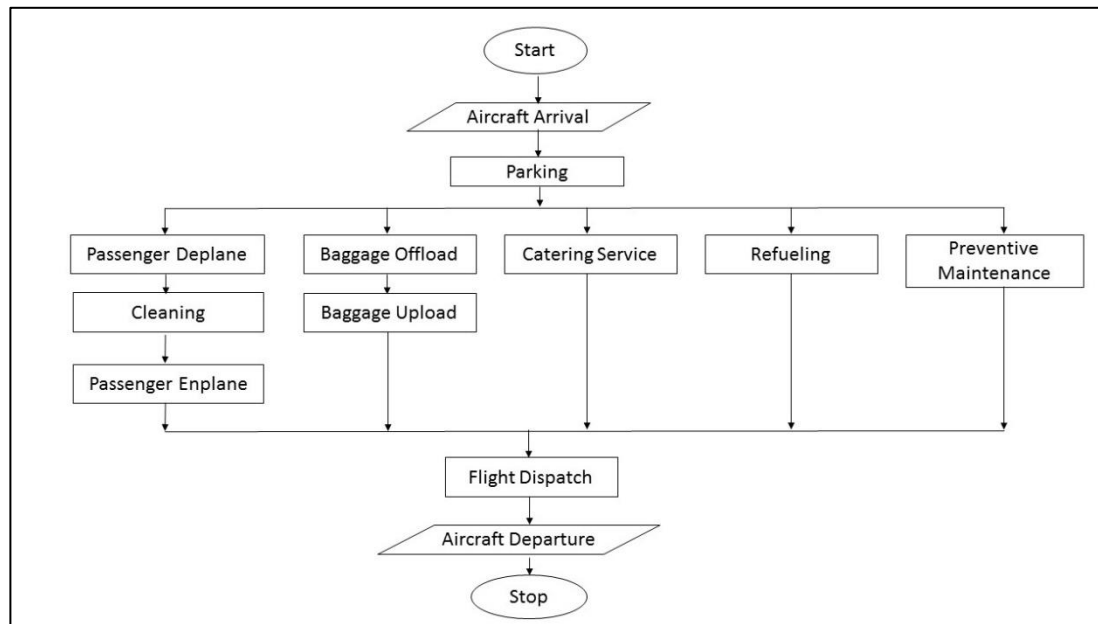 Start
Aircraft Arrival
Parking
Passenger Deplane
Baggage Offload
Catering Service
Refueling
Preventive
Maintenance
Cleaning
Baggage Upload
Passenger Enplane
Flight Dispatch
Aircraft Departure
Stop